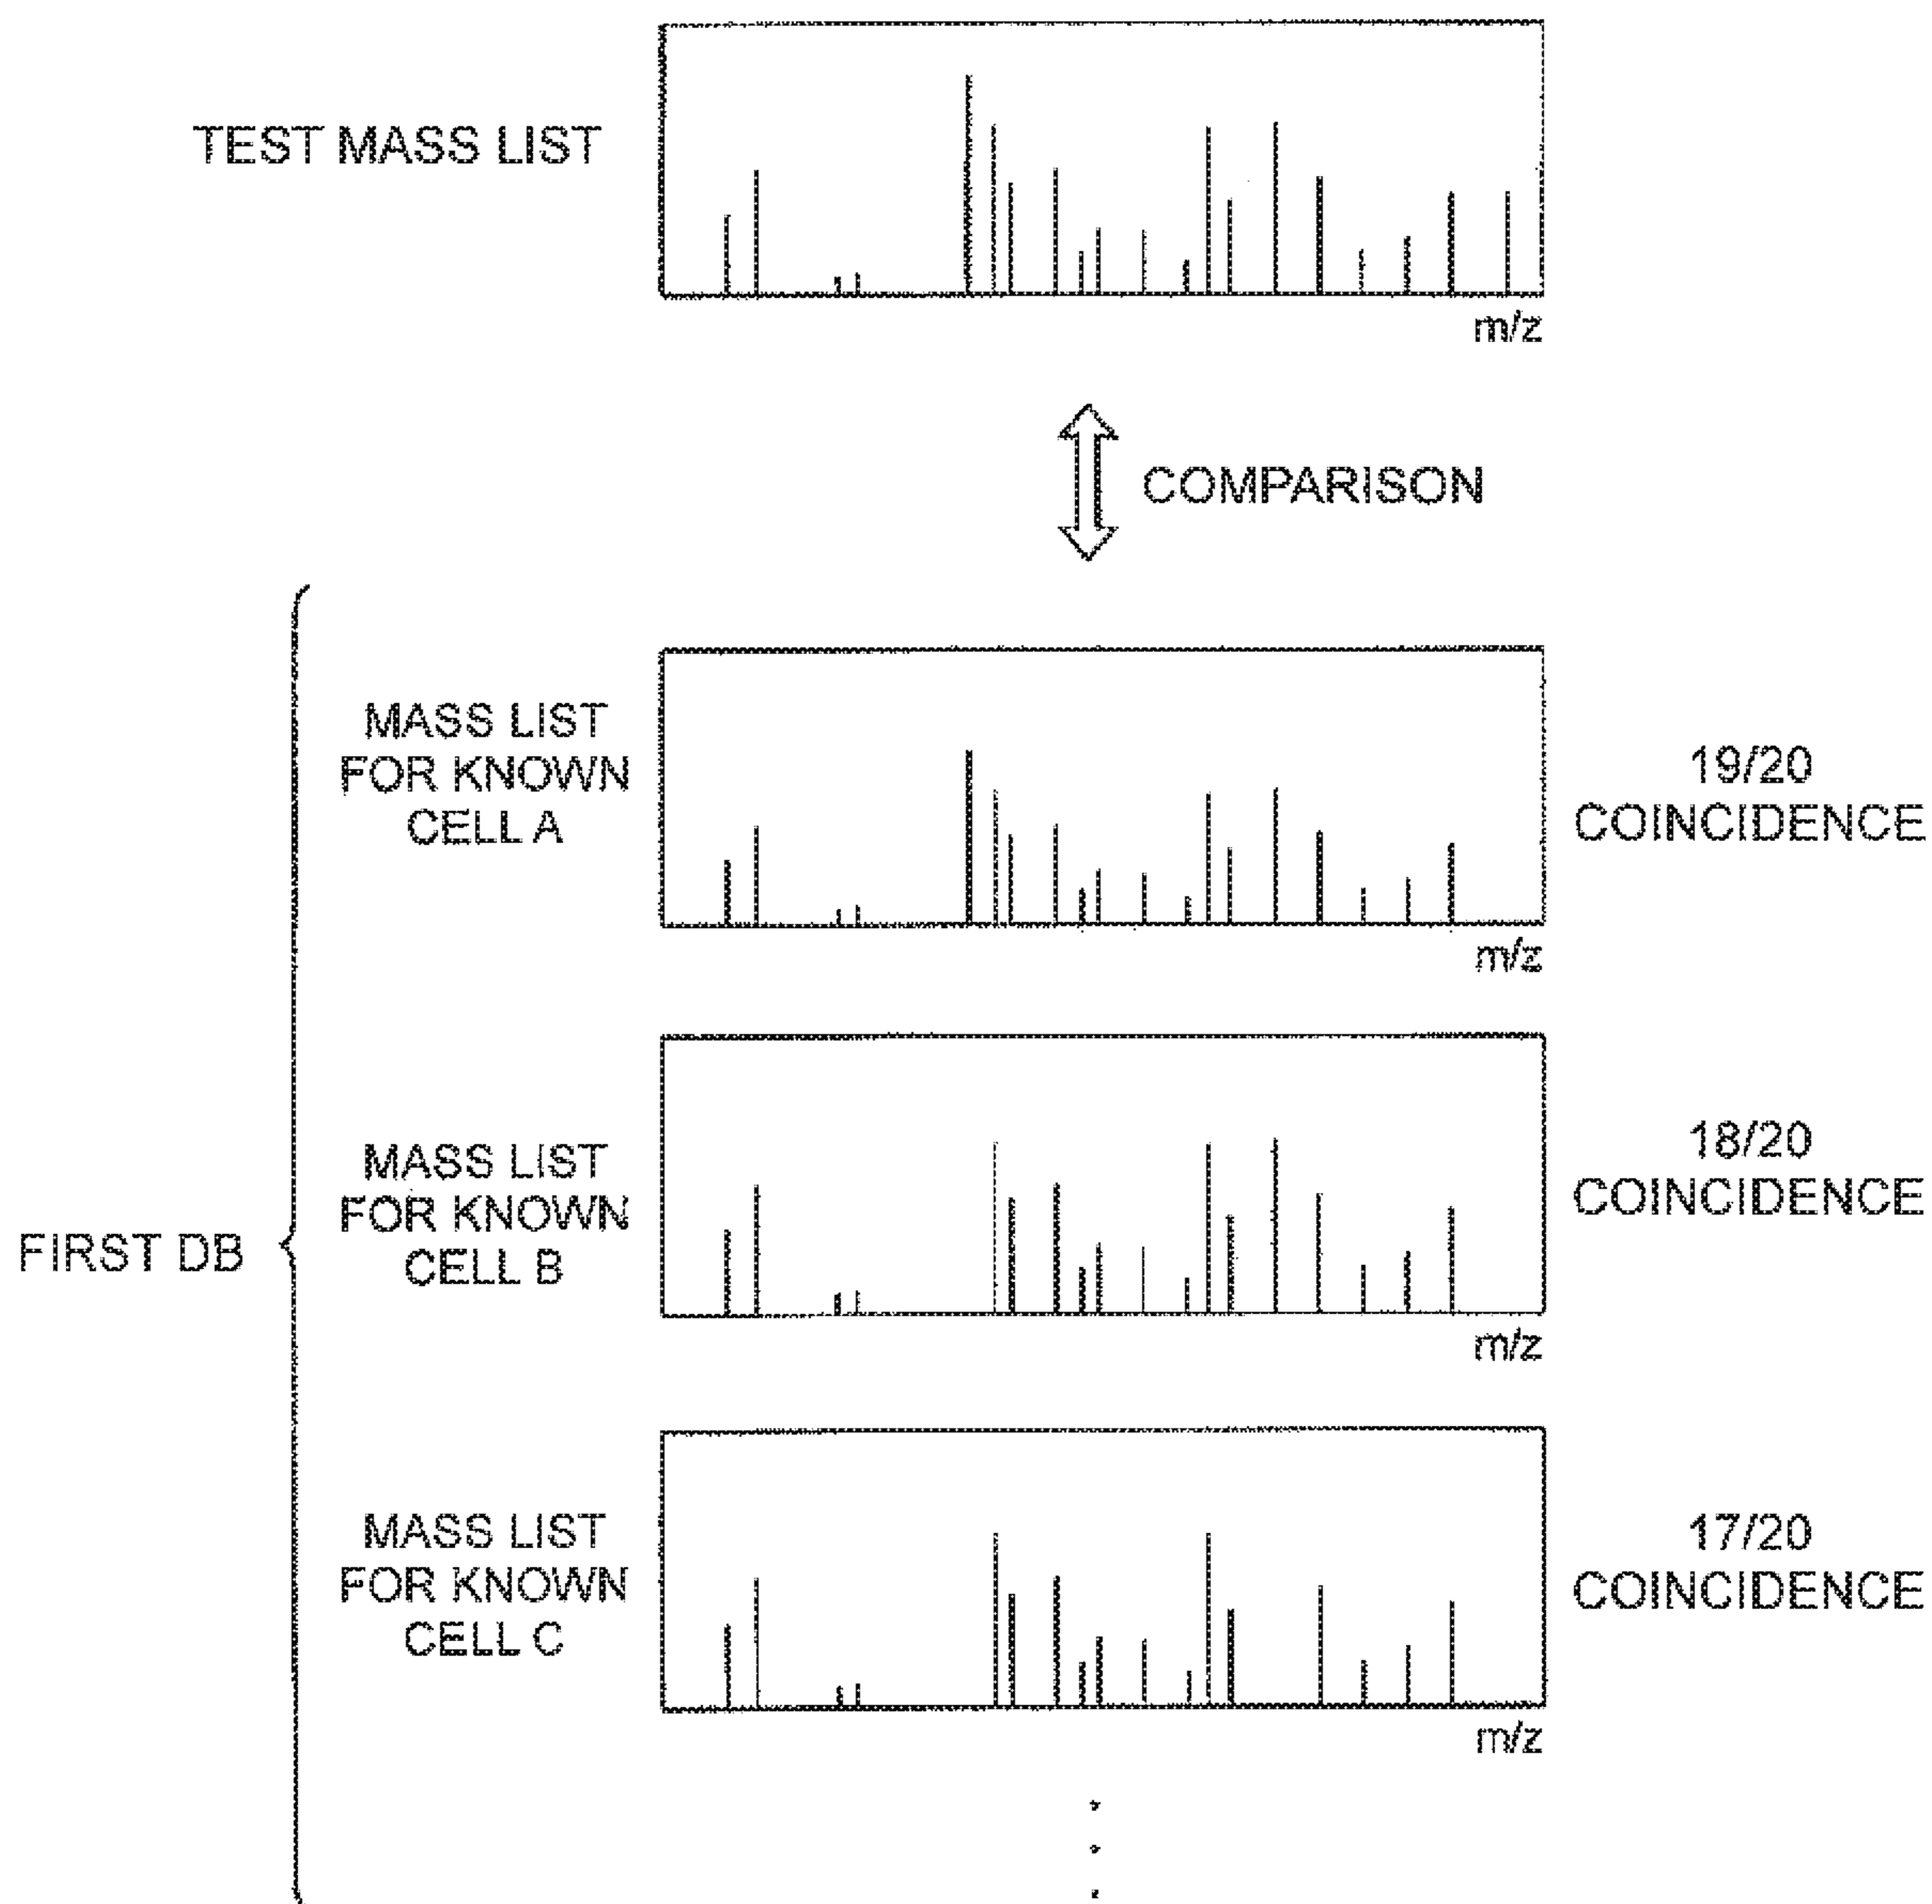 TEST MASS LIST
m/z
COMPARISON
MASS LIST
FOR KNOWN
CELL A
19/20
COINCIDENCE
m/z
FIRST DB
MASS LIST
FOR KNOWN
CELL B
18/20
COINCIDENCE
m/z
MASS LIST
FOR KNOWN
CELL C
17/20
COINCIDENCE
m/z